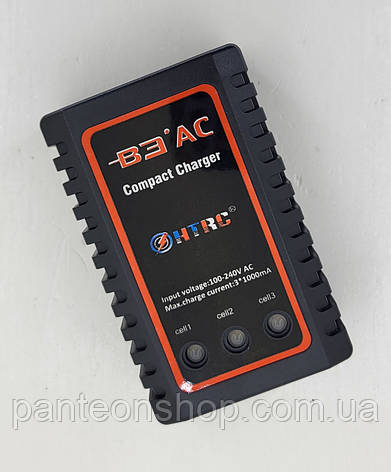 B3 AC
Compact Charger
HTRC®
Input voltage:100-240V AC
Max.charge current:3*1000mA
cell1 cell2 cell3
panteonshop.com.ua